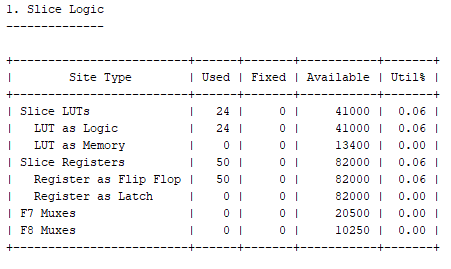 1. Slice Logic
--------------

+-------------------------+------+-------+-----------+-------+
|        Site Type        | Used | Fixed | Available | Util% |
+-------------------------+------+-------+-----------+-------+
| Slice LUTs              |   24 |     0 |     41000 |  0.06 |
|   LUT as Logic          |   24 |     0 |     41000 |  0.06 |
|   LUT as Memory         |    0 |     0 |     13400 |  0.00 |
| Slice Registers         |   50 |     0 |     82000 |  0.06 |
|   Register as Flip Flop |   50 |     0 |     82000 |  0.06 |
|   Register as Latch     |    0 |     0 |     82000 |  0.00 |
| F7 Muxes                |    0 |     0 |     20500 |  0.00 |
| F8 Muxes                |    0 |     0 |     10250 |  0.00 |
+-------------------------+------+-------+-----------+-------+